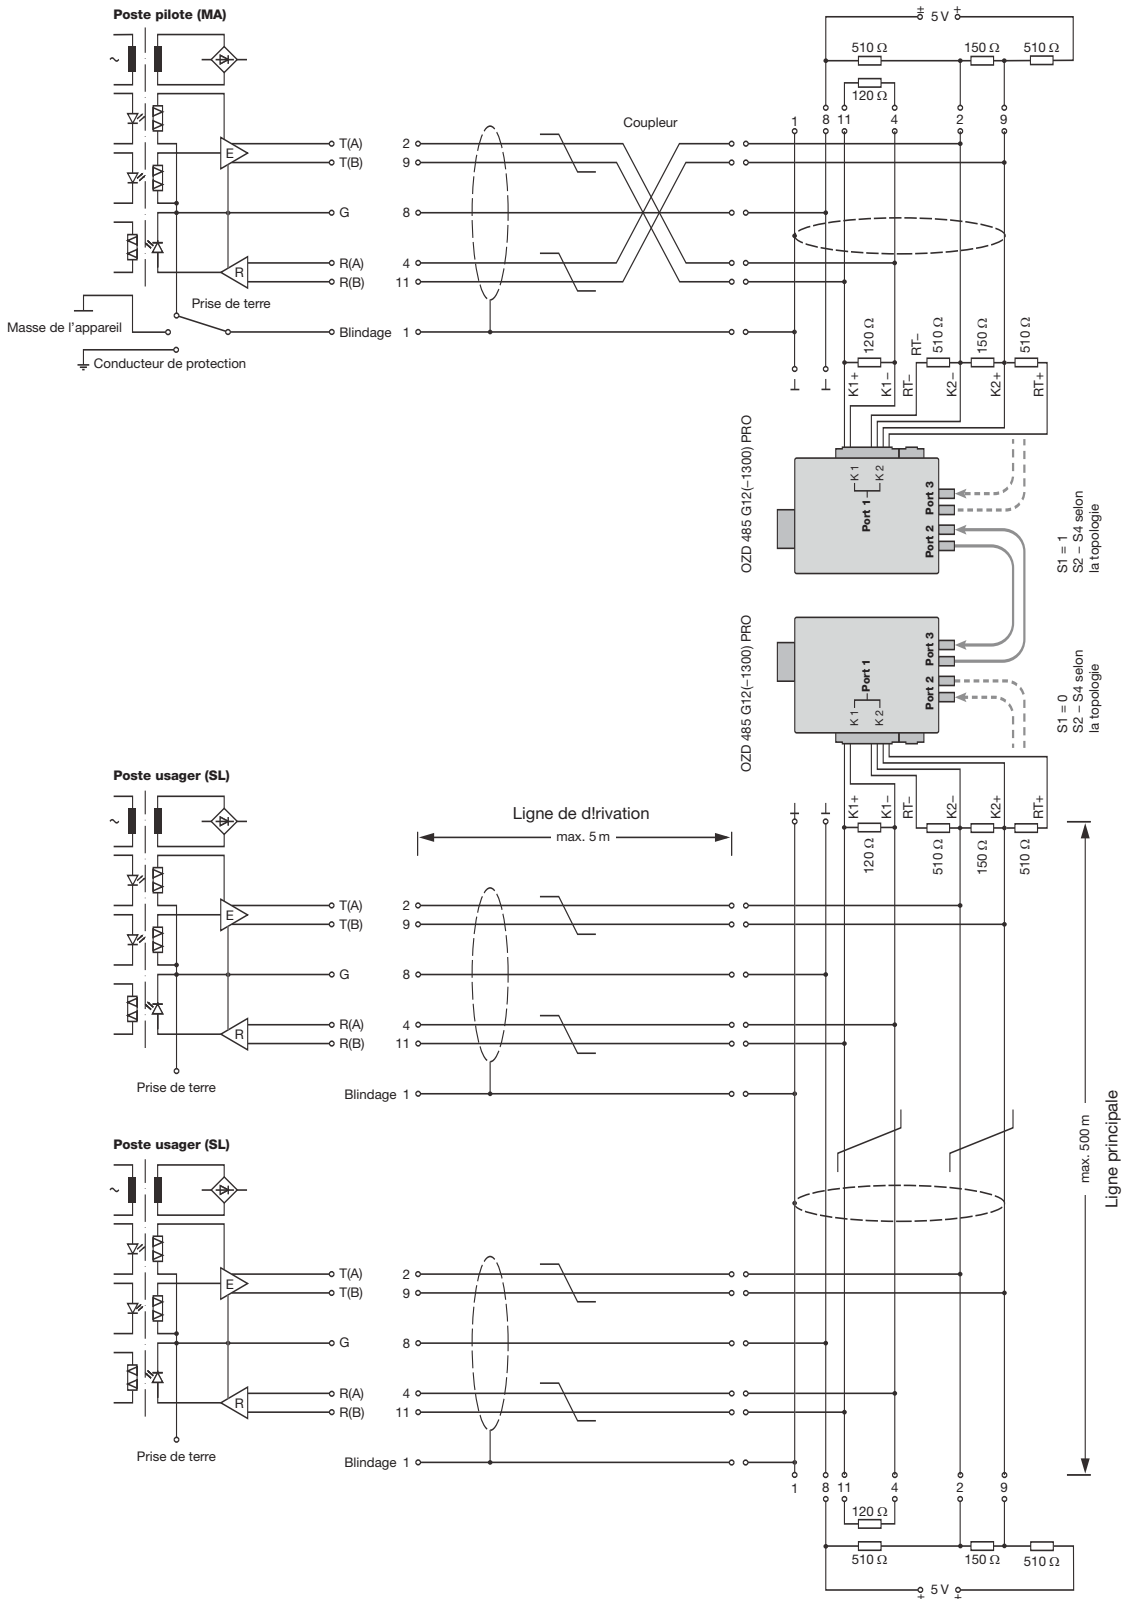 Poste pilote (MA)
± 5 V +
510 Ω 150 Ω 510 Ω
120 Ω
~
Coupleur
1 8 11 4 2 9
E
T(A) 2
T(B) 9
G 8
R
R(A) 4
R(B) 11
Prise de terre
Masse de l'appareil
Blindage 1
Conducteur de protection
120 Ω
RT–
510 Ω
150 Ω
510 Ω
K1+
K1–
RT–
K2–
K2+
RT+
OZD 485 G12(–1300) PRO
K 1
K 2
Port 1
Port 3
Port 2
S1 = 1
S2 – S4 selon
la topologie
OZD 485 G12(–1300) PRO
Port 1
K 1
K 2
Port 3
Port 2
S1 = 0
S2 – S4 selon
la topologie
K1+
K1–
RT–
K2–
K2+
RT+
120 Ω
510 Ω
150 Ω
510 Ω
Poste usager (SL)
~
Ligne de d!rivation
max. 5 m
E
T(A) 2
T(B) 9
G 8
R
R(A) 4
R(B) 11
Prise de terre
Blindage 1
max. 500 m
Ligne principale
Poste usager (SL)
~
E
T(A) 2
T(B) 9
G 8
R
R(A) 4
R(B) 11
Prise de terre
Blindage 1
1 8 11 4 2 9
120 Ω
510 Ω 150 Ω 510 Ω
± 5 V +